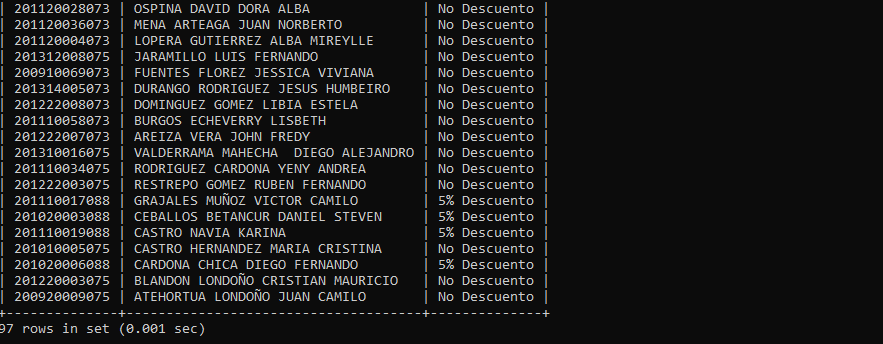 | 201120028073 | OSPINA DAVID DORA ALBA | No Descuento |
| 201120036073 | MENA ARTEAGA JUAN NORBERTO | No Descuento |
| 201120004073 | LOPERA GUTIERREZ ALBA MIREYLLE | No Descuento |
| 201312008075 | JARAMILLO LUIS FERNANDO | No Descuento |
| 200910069073 | FUENTES FLOREZ JESSICA VIVIANA | No Descuento |
| 201314005073 | DURANGO RODRIGUEZ JESUS HUMBEIRO | No Descuento |
| 201222008073 | DOMINGUEZ GOMEZ LIBIA ESTELA | No Descuento |
| 201110058073 | BURGOS ECHEVERRY LISBETH | No Descuento |
| 201222007073 | AREIZA VERA JOHN FREDY | No Descuento |
| 201310016075 | VALDERRAMA MAHECHA  DIEGO ALEJANDRO | No Descuento |
| 201110034075 | RODRIGUEZ CARDONA YENY ANDREA | No Descuento |
| 201222003075 | RESTREPO GOMEZ RUBEN FERNANDO | No Descuento |
| 201110017088 | GRAJALES MUÑOZ VICTOR CAMILO | 5% Descuento |
| 201020003088 | CEBALLOS BETANCUR DANIEL STEVEN | 5% Descuento |
| 201110019088 | CASTRO NAVIA KARINA | 5% Descuento |
| 201010005075 | CASTRO HERNANDEZ MARIA CRISTINA | No Descuento |
| 201020006088 | CARDONA CHICA DIEGO FERNANDO | 5% Descuento |
| 201220003075 | BLANDON LONDOÑO CRISTIAN MAURICIO | No Descuento |
| 200920009075 | ATEHORTUA LONDOÑO JUAN CAMILO | No Descuento |
+--------------+-------------------------------------+--------------+
97 rows in set (0.001 sec)